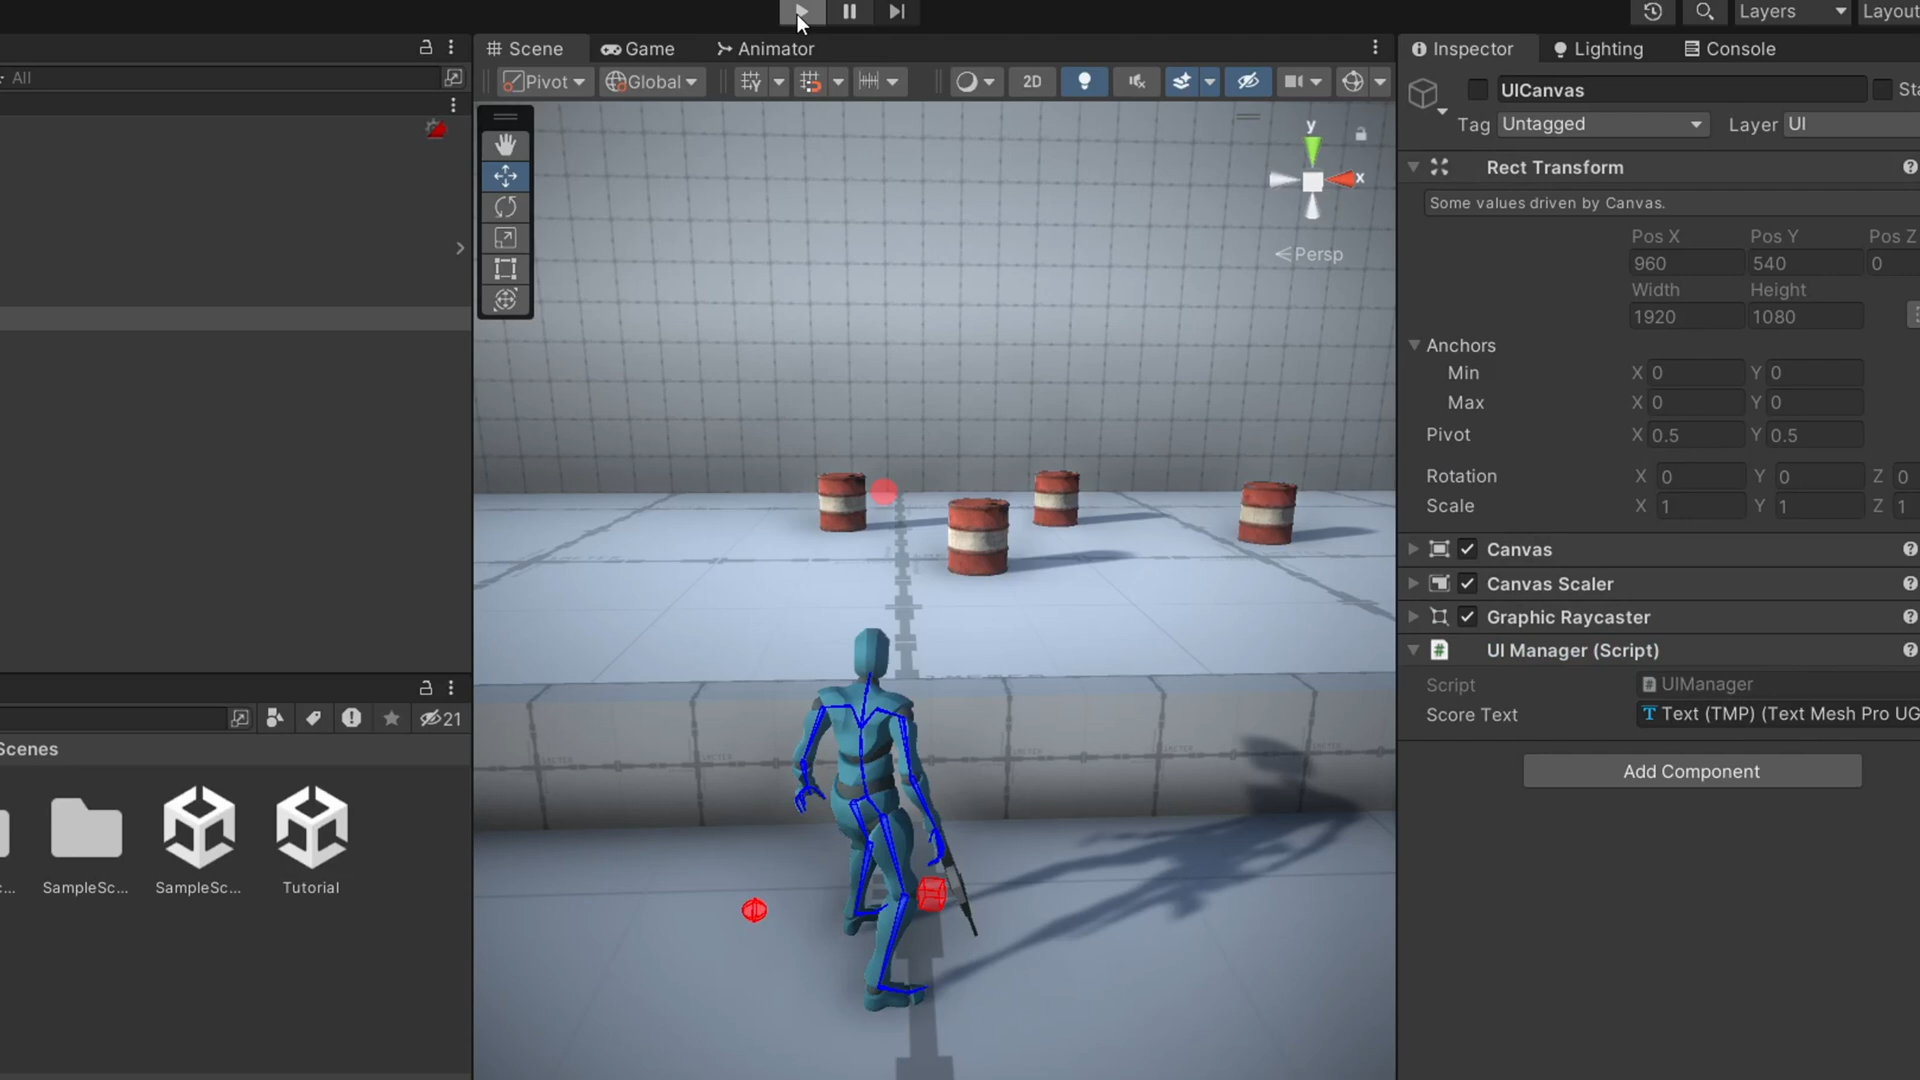 Layers
Layout
Scene
Game
Animator
Inspector
Lighting
Console
All
Pivot
Global
2D
UICanvas
Tag
Untagged
Layer
UI
y
x
Persp
Rect Transform
Some values driven by Canvas.
Pos X
Pos Y
Pos Z
960
540
0
Width
Height
1920
1080
Anchors
Min
X 0
Y 0
Max
X 0
Y 0
Pivot
X 0.5
Y 0.5
Rotation
X 0
Y 0
Z 0
Scale
X 1
Y 1
Z 1
Canvas
Canvas Scaler
Graphic Raycaster
UI Manager (Script)
Script
UIManager
Score Text
Text (TMP) (Text Mesh Pro UG
Add Component
21
Scenes
SampleSc...
SampleSc...
Tutorial